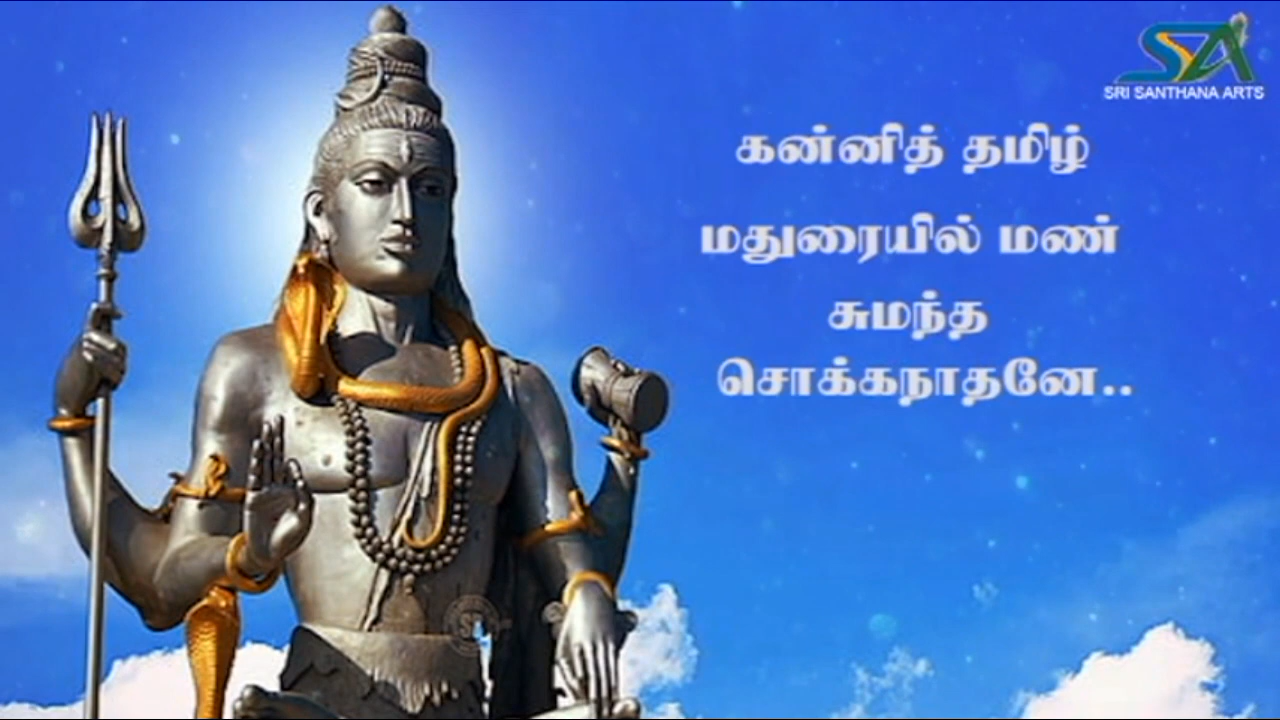 SRI SANTHANA ARTS
கன்னித் தமிழ்
மதுரையில் மண்
சுமந்த
சொக்கநாதனே..